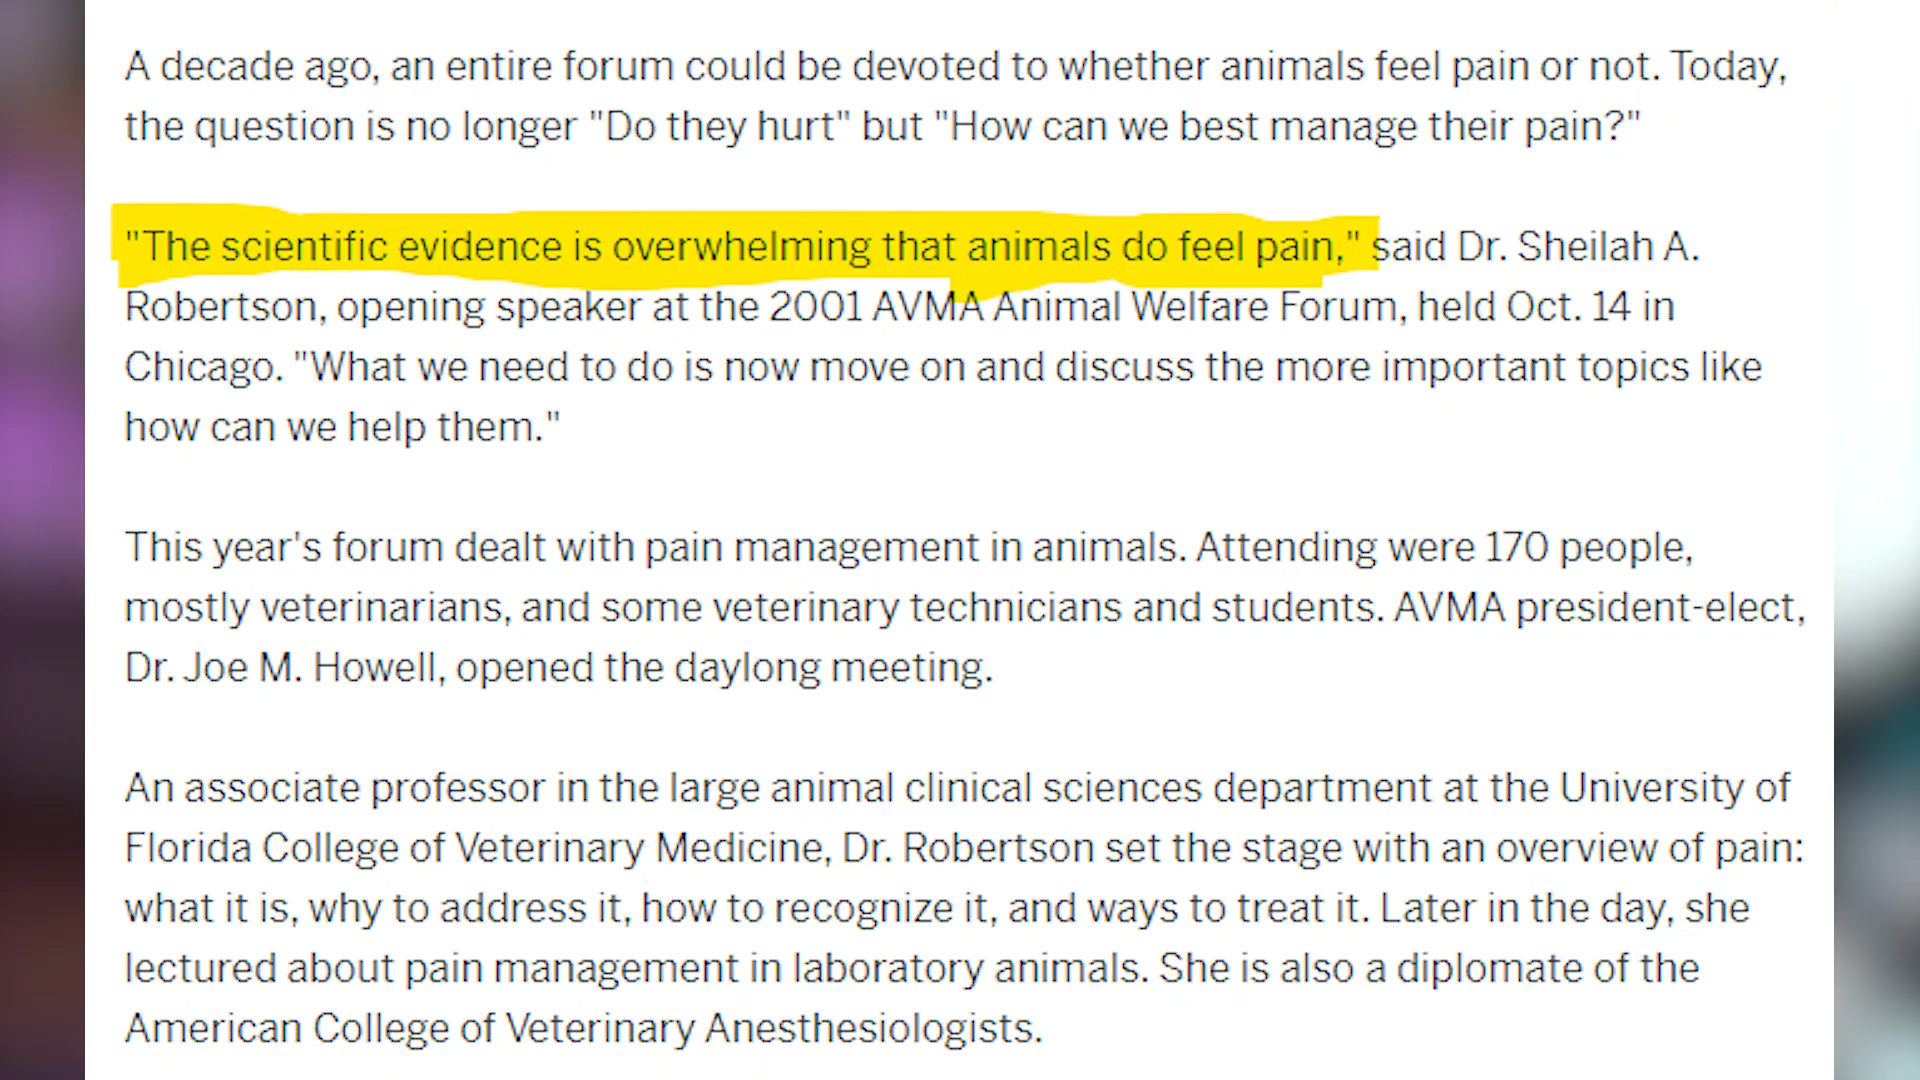 A decade ago, an entire forum could be devoted to whether animals feel pain or not. Today,
the question is no longer "Do they hurt" but "How can we best manage their pain?"
"The scientific evidence is overwhelming that animals do feel pain," said Dr. Sheilah A.
Robertson, opening speaker at the 2001 AVMA Animal Welfare Forum, held Oct. 14 in
Chicago. "What we need to do is now move on and discuss the more important topics like
how can we help them."
This year's forum dealt with pain management in animals. Attending were 170 people,
mostly veterinarians, and some veterinary technicians and students. AVMA president-elect,
Dr. Joe M. Howell, opened the daylong meeting.
An associate professor in the large animal clinical sciences department at the University of
Florida College of Veterinary Medicine, Dr. Robertson set the stage with an overview of pain:
what it is, why to address it, how to recognize it, and ways to treat it. Later in the day, she
lectured about pain management in laboratory animals. She is also a diplomate of the
American College of Veterinary Anesthesiologists.